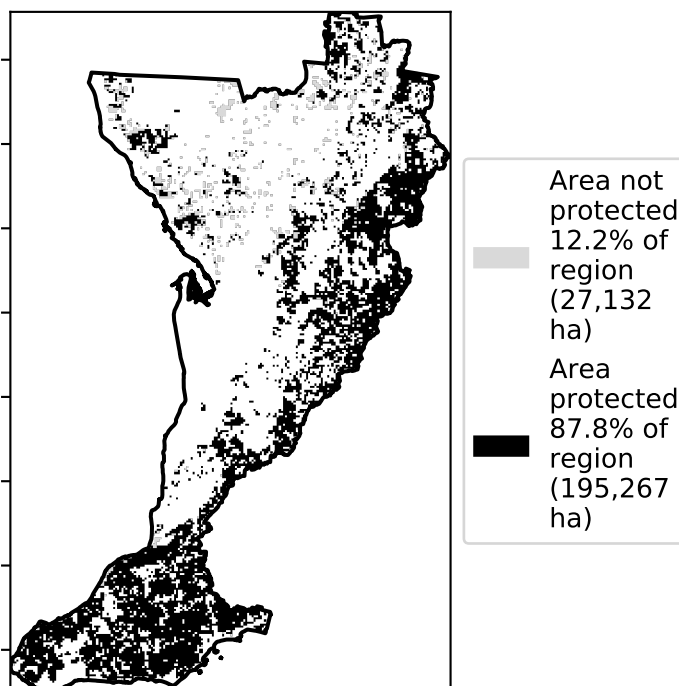 Area not
protected
12.2% of
region
(27,132
ha)
Area
protected
87.8% of
region
(195,267
ha)